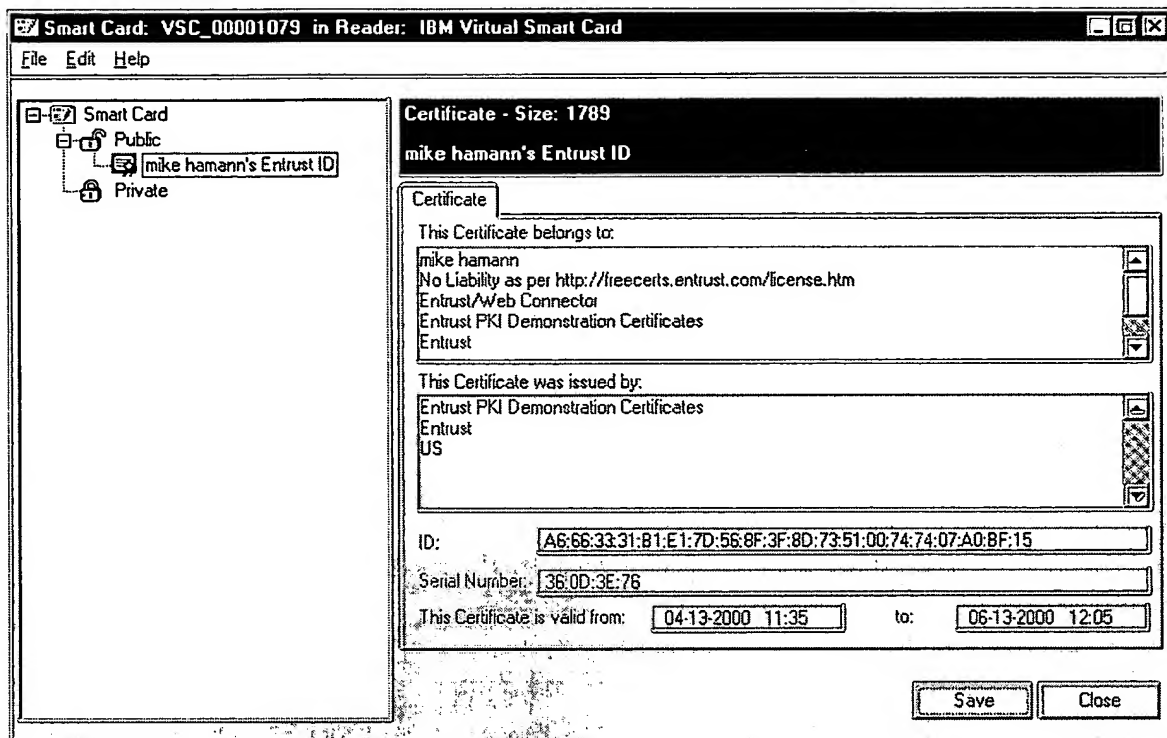 Smart Card: VSC_00001079 in Reader: IBM Virtual Smart Card
File Edit Help
Smart Card
Public
mike hamann's Entrust ID
Private
Certificate - Size: 1789
mike hamann's Entrust ID
Certificate
This Certificate belongs to:
mike hamann
No Liability as per http://freecerts.entrust.com/license.htm
Entrust/Web Connector
Entrust PKI Demonstration Certificates
Entrust
This Certificate was issued by:
Entrust PKI Demonstration Certificates
Entrust
US
ID: A6:66:33:31:B1:E1:7D:56:8F:3F:8D:73:51:00:74:74:07:A0:BF:15
Serial Number: 36:0D:3E:76
This Certificate is valid from: 04-13-2000 11:35 to: 06-13-2000 12:05
Save Close